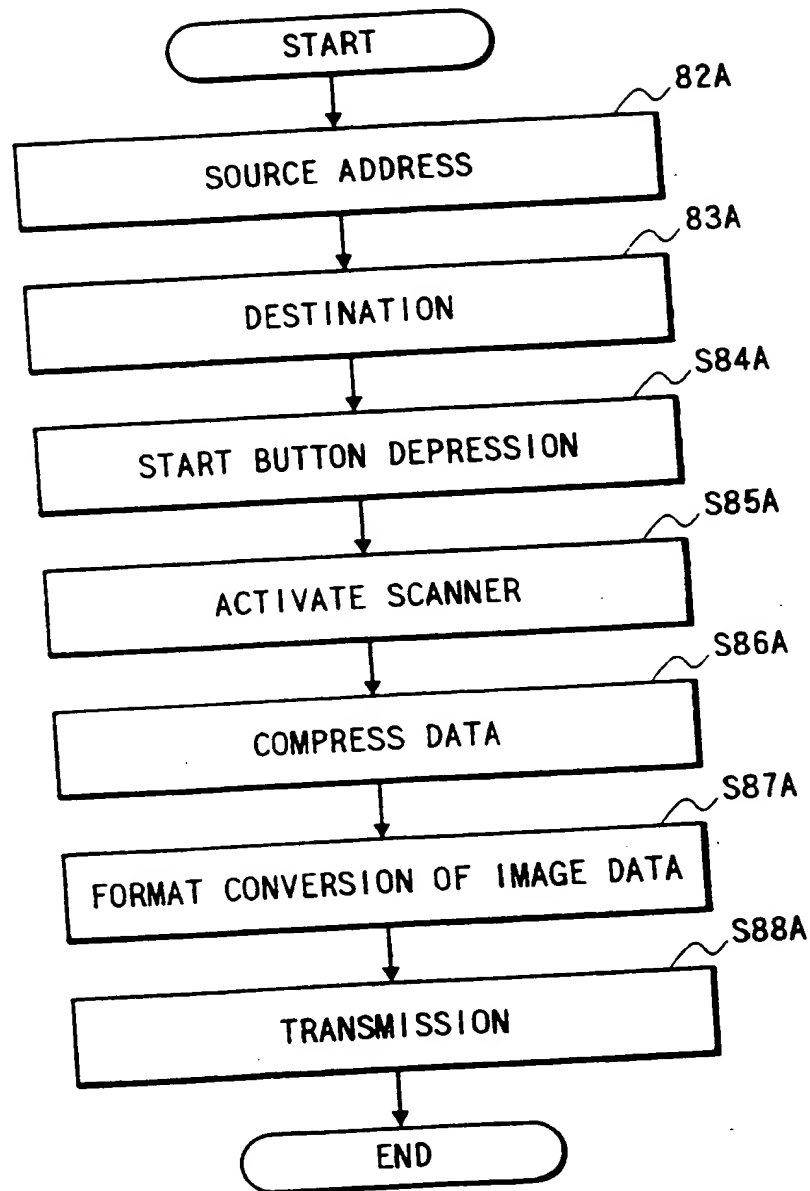 START
82A
SOURCE ADDRESS
83A
DESTINATION
S84A
START BUTTON DEPRESSION
S85A
ACTIVATE SCANNER
S86A
COMPRESS DATA
S87A
FORMAT CONVERSION OF IMAGE DATA
S88A
TRANSMISSION
END